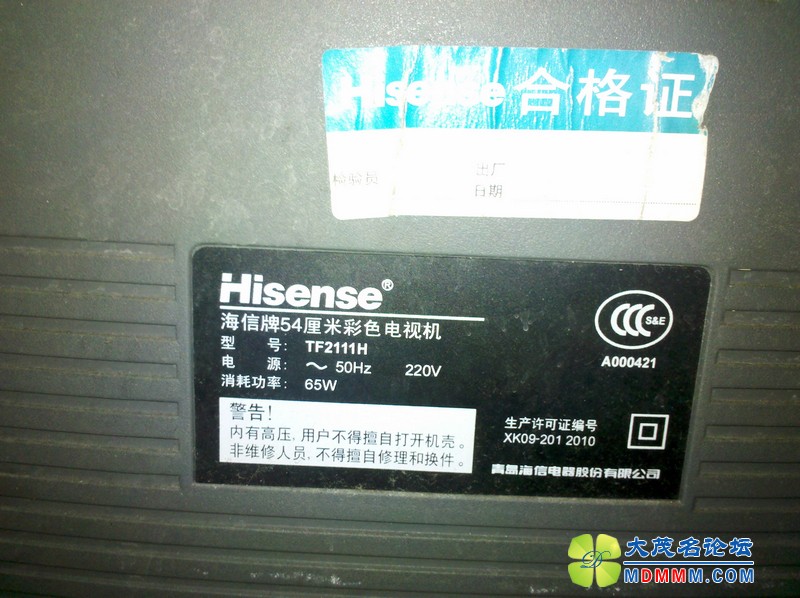 Hisense 合格证
检验员
出厂
日期
Hisense®
海信牌54厘米彩色电视机
型 号: TF2111H
电 源: ～ 50Hz 220V
消耗功率: 65W
警告!
内有高压, 用户不得擅自打开机壳。
非维修人员, 不得擅自修理和换件。
CCC S&E
A000421
生产许可证编号
XK09-201 2010
青岛海信电器股份有限公司
大茂名论坛
MDMMM.COM